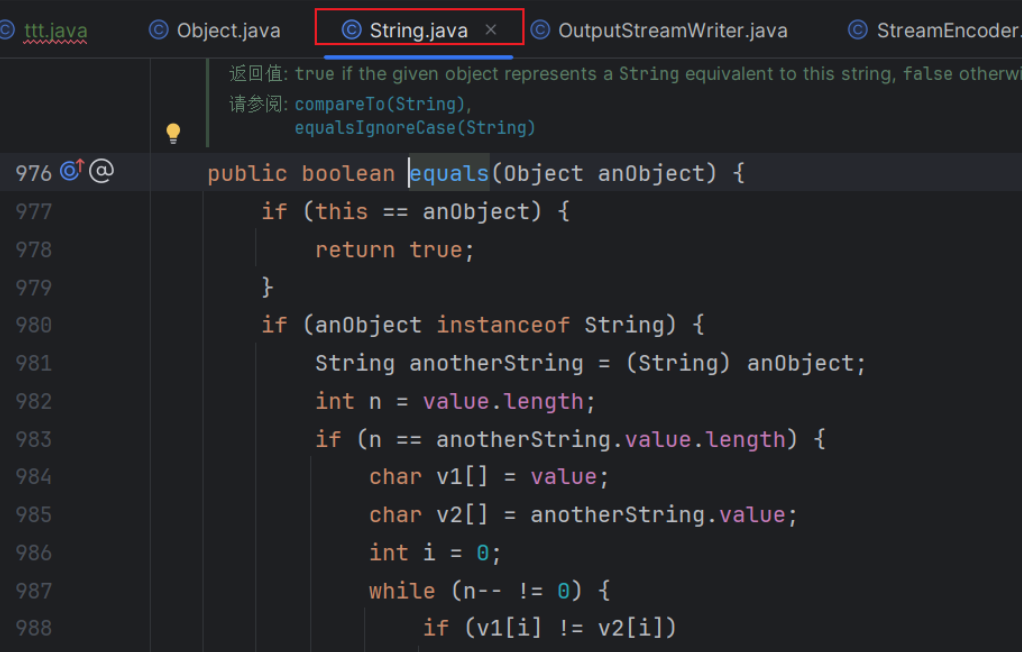 ttt.java Object.java String.java × OutputStreamWriter.java StreamEncoder.
返回值: true if the given object represents a String equivalent to this string, false otherwi
请参阅: compareTo(String),
equalsIgnoreCase(String)
976 @ public boolean equals(Object anObject) {
977 if (this == anObject) {
978 return true;
979 }
980 if (anObject instanceof String) {
981 String anotherString = (String) anObject;
982 int n = value.length;
983 if (n == anotherString.value.length) {
984 char v1[] = value;
985 char v2[] = anotherString.value;
986 int i = 0;
987 while (n-- != 0) {
988 if (v1[i] != v2[i])